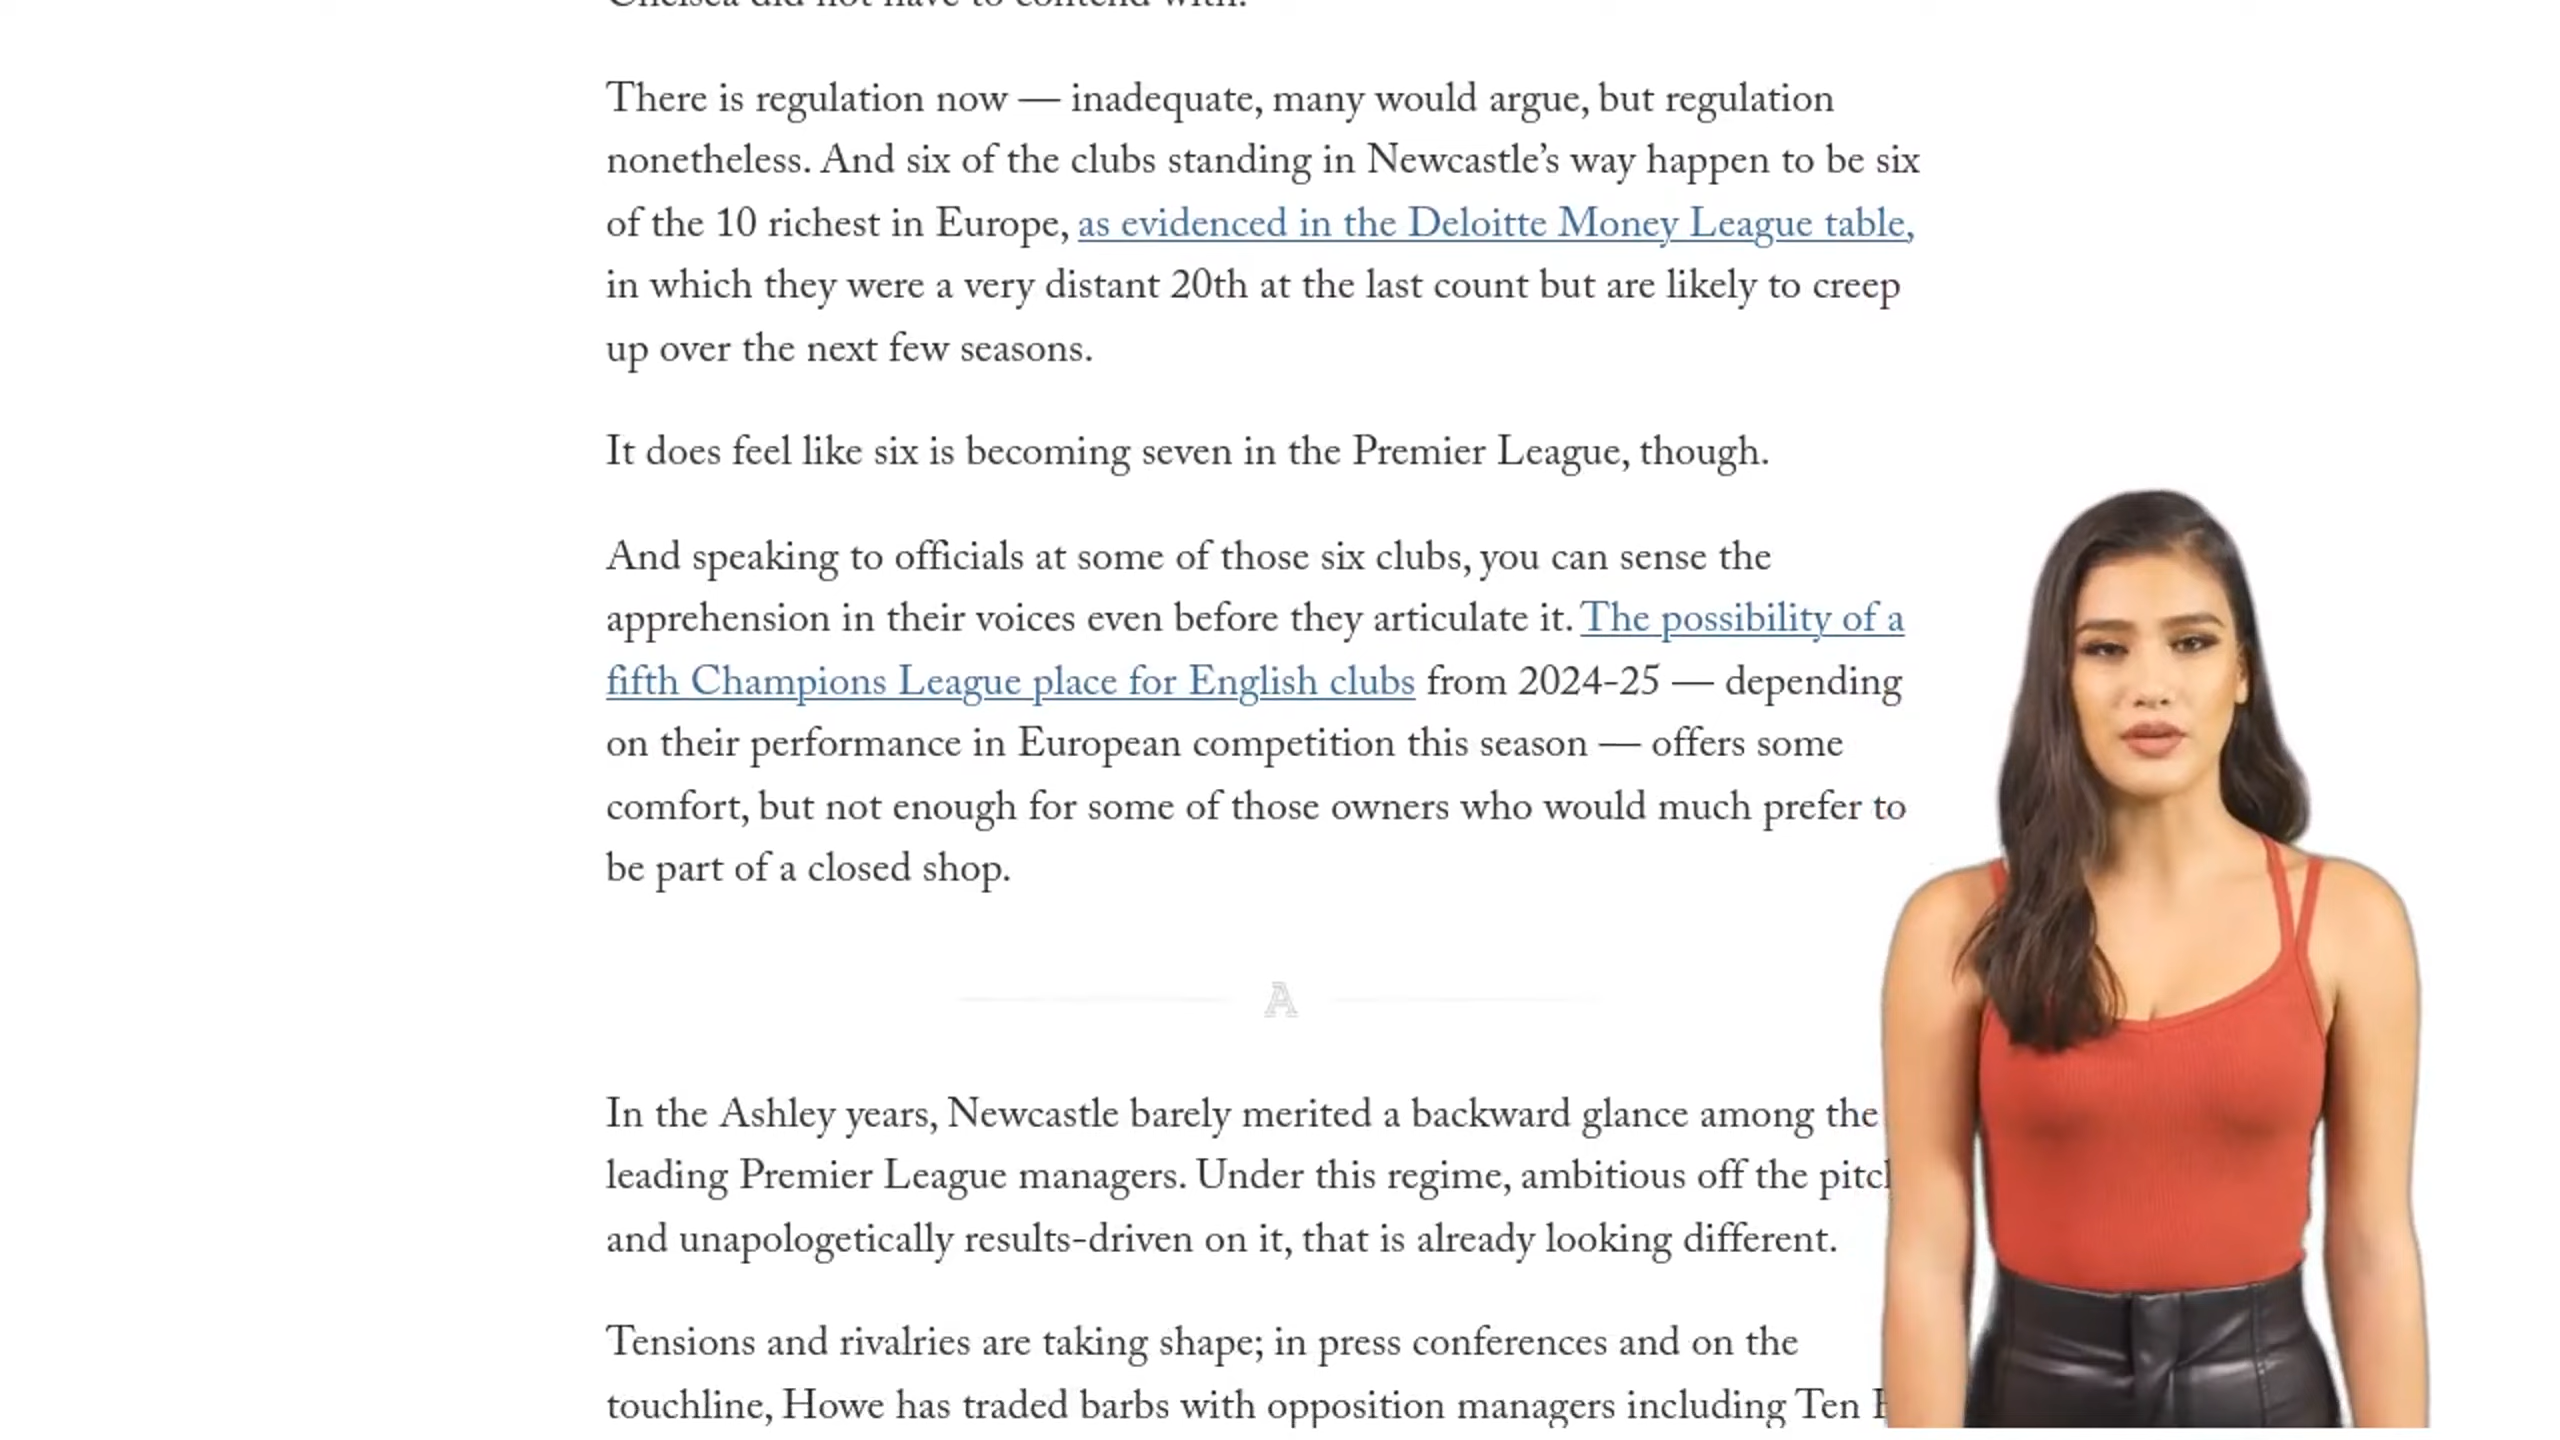 Chelsea did not have to contend with.
There is regulation now — inadequate, many would argue, but regulation
nonetheless. And six of the clubs standing in Newcastle’s way happen to be six
of the 10 richest in Europe, as evidenced in the Deloitte Money League table,
in which they were a very distant 20th at the last count but are likely to creep
up over the next few seasons.
It does feel like six is becoming seven in the Premier League, though.
And speaking to officials at some of those six clubs, you can sense the
apprehension in their voices even before they articulate it. The possibility of a
fifth Champions League place for English clubs from 2024-25 — depending
on their performance in European competition this season — offers some
comfort, but not enough for some of those owners who would much prefer to
be part of a closed shop.
A
In the Ashley years, Newcastle barely merited a backward glance among the
leading Premier League managers. Under this regime, ambitious off the pitch
and unapologetically results-driven on it, that is already looking different.
Tensions and rivalries are taking shape; in press conferences and on the
touchline, Howe has traded barbs with opposition managers including Ten